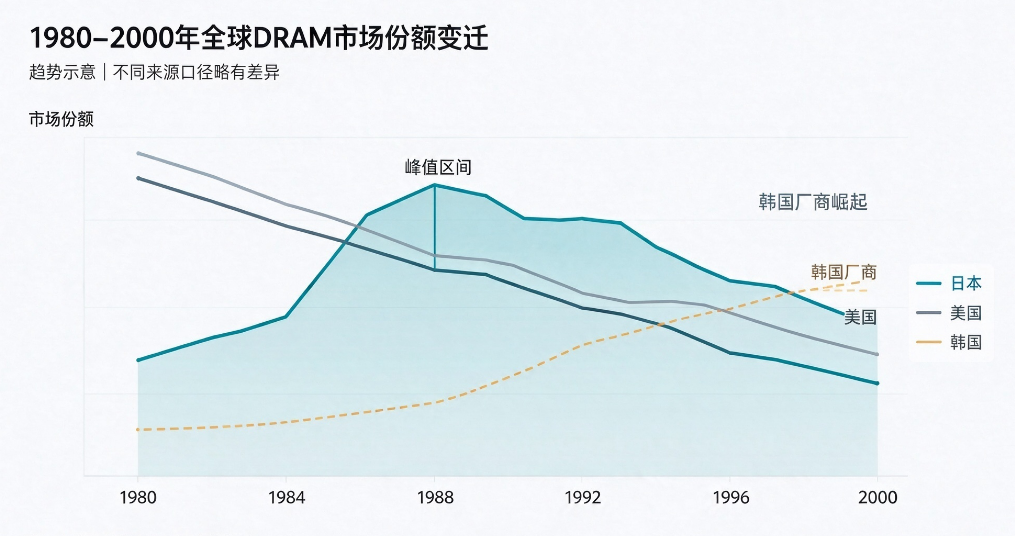 1980–2000年全球DRAM市场份额变迁
趋势示意｜不同来源口径略有差异
市场份额
峰值区间
韩国厂商崛起
韩国厂商
美国
日本
美国
韩国
1980 1984 1988 1992 1996 2000